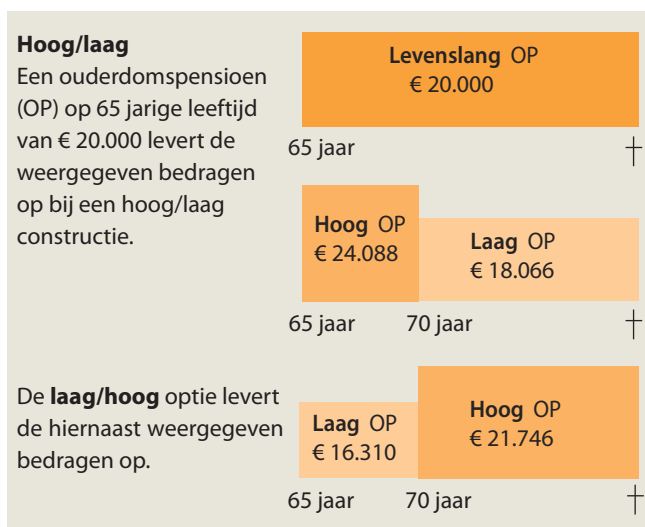 Hoog/laag
Een ouderdomspensioen
(OP) op 65 jarige leeftijd
van € 20.000 levert de
weergegeven bedragen
op bij een hoog/laag
constructie.
Levenslang OP
€ 20.000
65 jaar †
Hoog OP
€ 24.088
Laag OP
€ 18.066
65 jaar 70 jaar †
De laag/hoog optie levert
de hiernaast weergegeven
bedragen op.
Laag OP
€ 16.310
Hoog OP
€ 21.746
65 jaar 70 jaar †